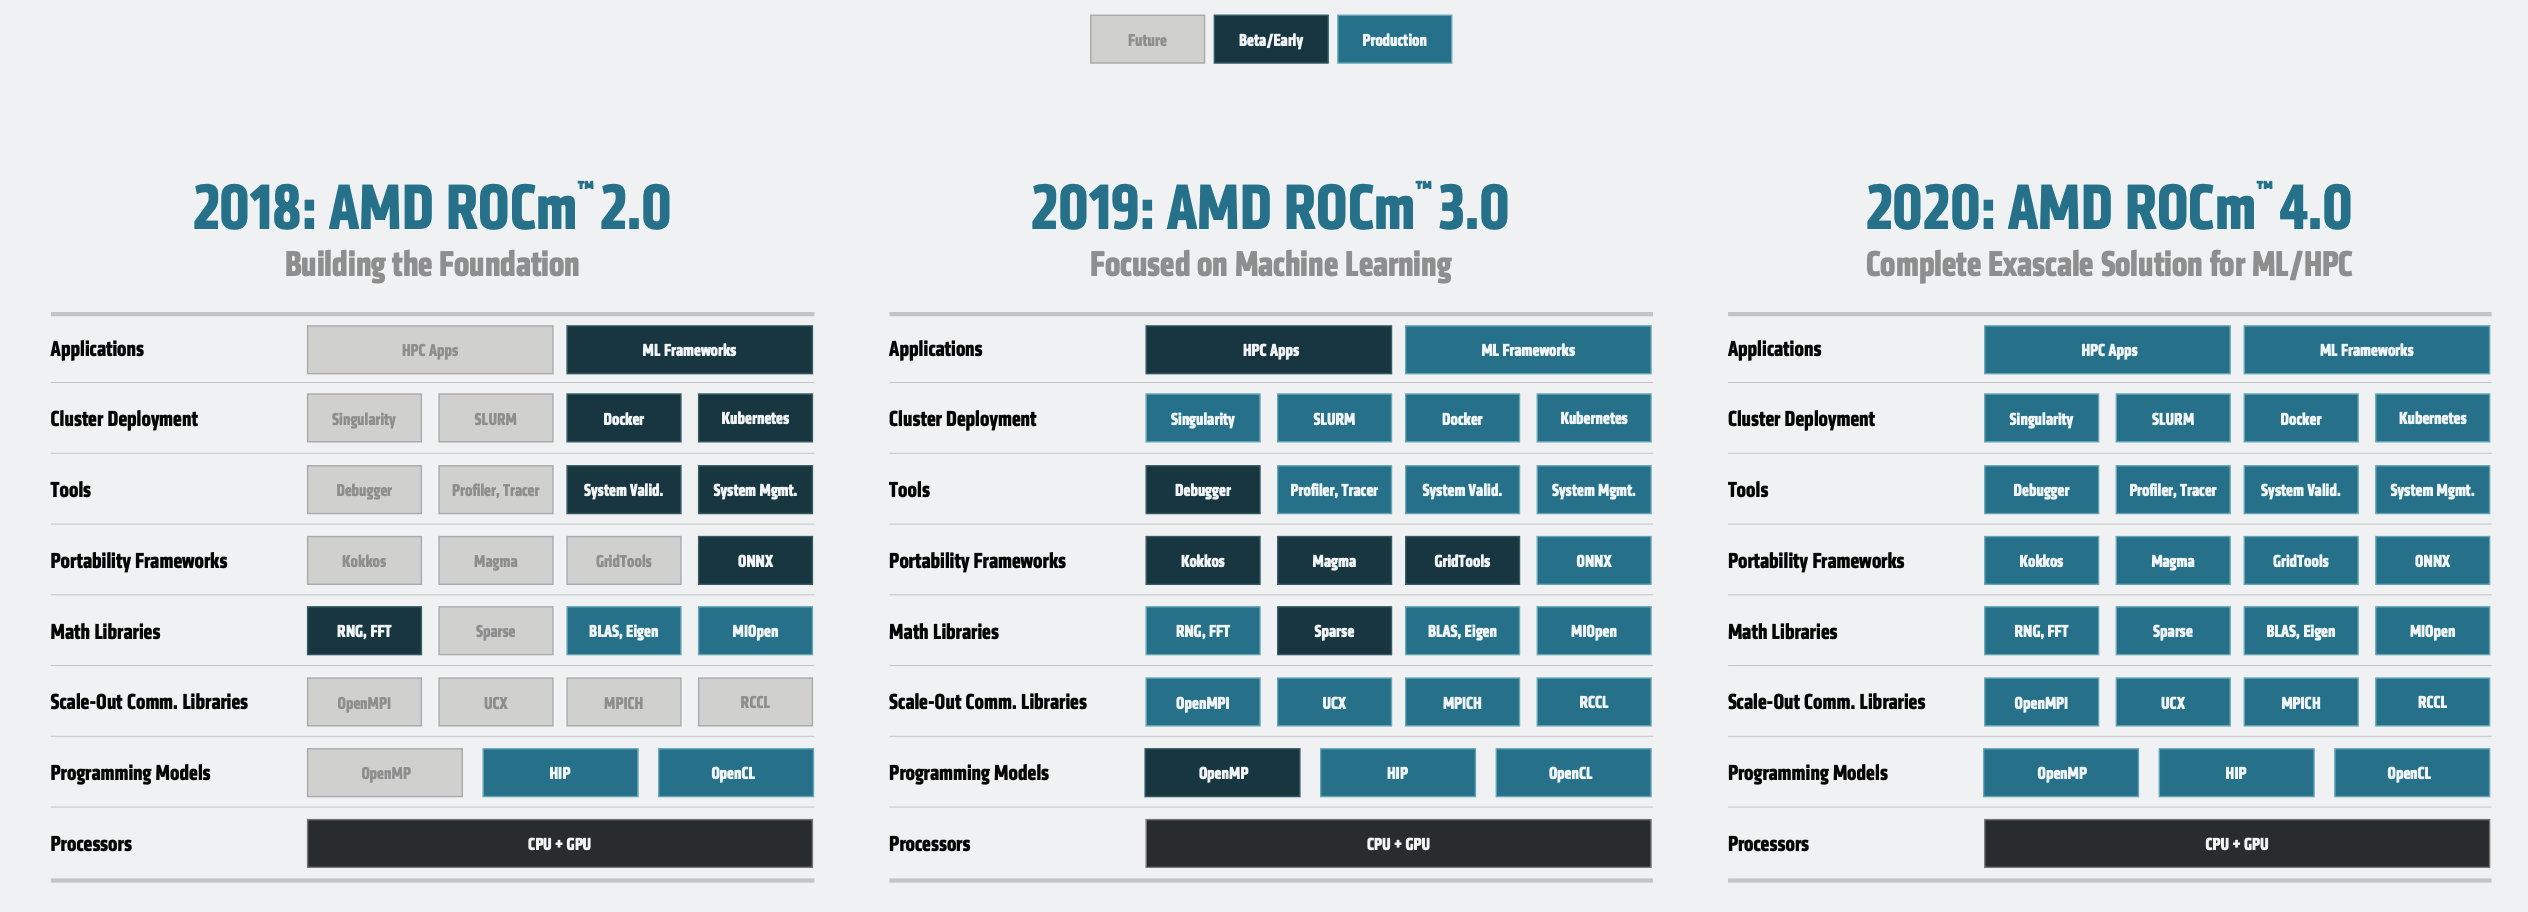 Future Beta/Early Production
2018: AMD ROCm™ 2.0
Building the Foundation
Applications HPC Apps ML Frameworks
Cluster Deployment Singularity SLURM Docker Kubernetes
Tools Debugger Profiler, Tracer System Valid. System Mgmt.
Portability Frameworks Kokkos Magma GridTools ONNX
Math Libraries RNG, FFT Sparse BLAS, Eigen MIOpen
Scale-Out Comm. Libraries OpenMPI UCX MPICH RCCL
Programming Models OpenMP HIP OpenCL
Processors CPU + GPU
2019: AMD ROCm™ 3.0
Focused on Machine Learning
Applications HPC Apps ML Frameworks
Cluster Deployment Singularity SLURM Docker Kubernetes
Tools Debugger Profiler, Tracer System Valid. System Mgmt.
Portability Frameworks Kokkos Magma GridTools ONNX
Math Libraries RNG, FFT Sparse BLAS, Eigen MIOpen
Scale-Out Comm. Libraries OpenMPI UCX MPICH RCCL
Programming Models OpenMP HIP OpenCL
Processors CPU + GPU
2020: AMD ROCm™ 4.0
Complete Exascale Solution for ML/HPC
Applications HPC Apps ML Frameworks
Cluster Deployment Singularity SLURM Docker Kubernetes
Tools Debugger Profiler, Tracer System Valid. System Mgmt.
Portability Frameworks Kokkos Magma GridTools ONNX
Math Libraries RNG, FFT Sparse BLAS, Eigen MIOpen
Scale-Out Comm. Libraries OpenMPI UCX MPICH RCCL
Programming Models OpenMP HIP OpenCL
Processors CPU + GPU